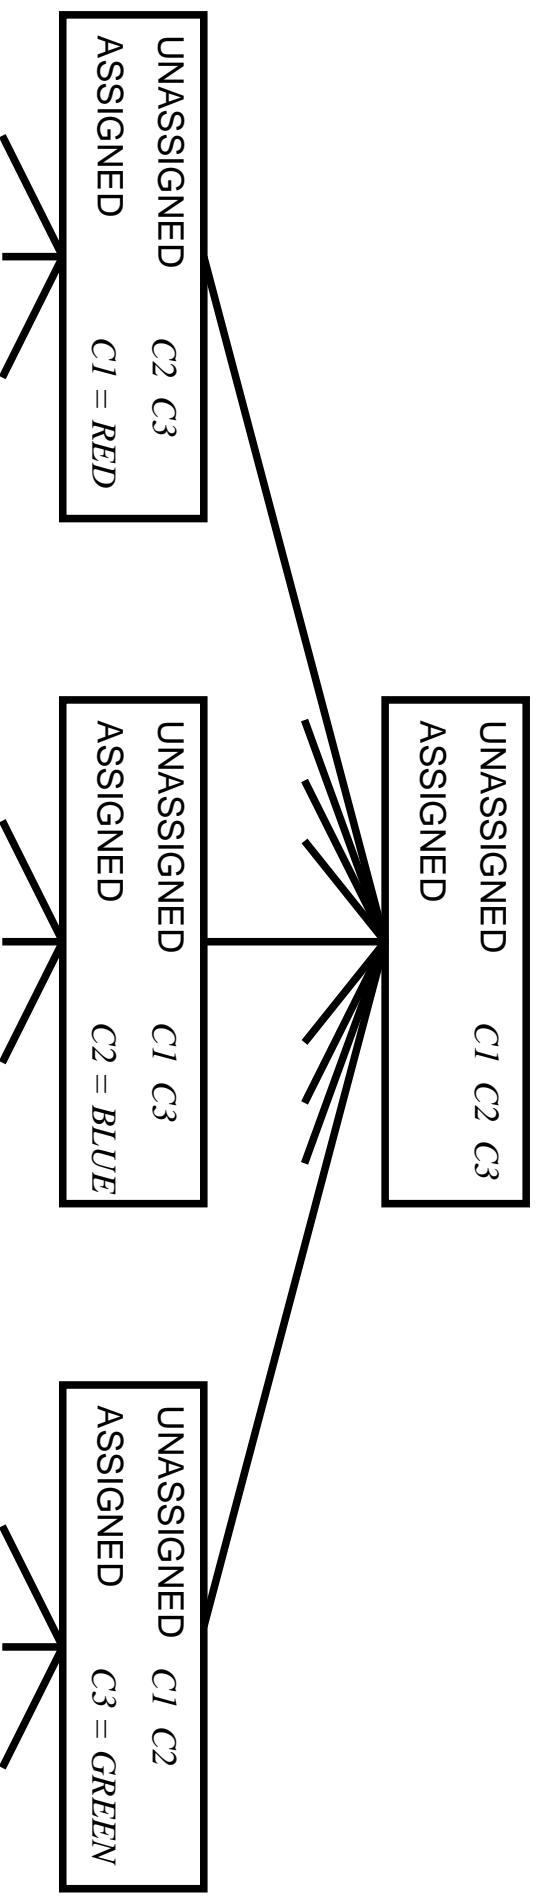 UNASSIGNED C1 C2 C3
ASSIGNED
UNASSIGNED C2 C3
ASSIGNED C1 = RED
UNASSIGNED C1 C3
ASSIGNED C2 = BLUE
UNASSIGNED C1 C2
ASSIGNED C3 = GREEN